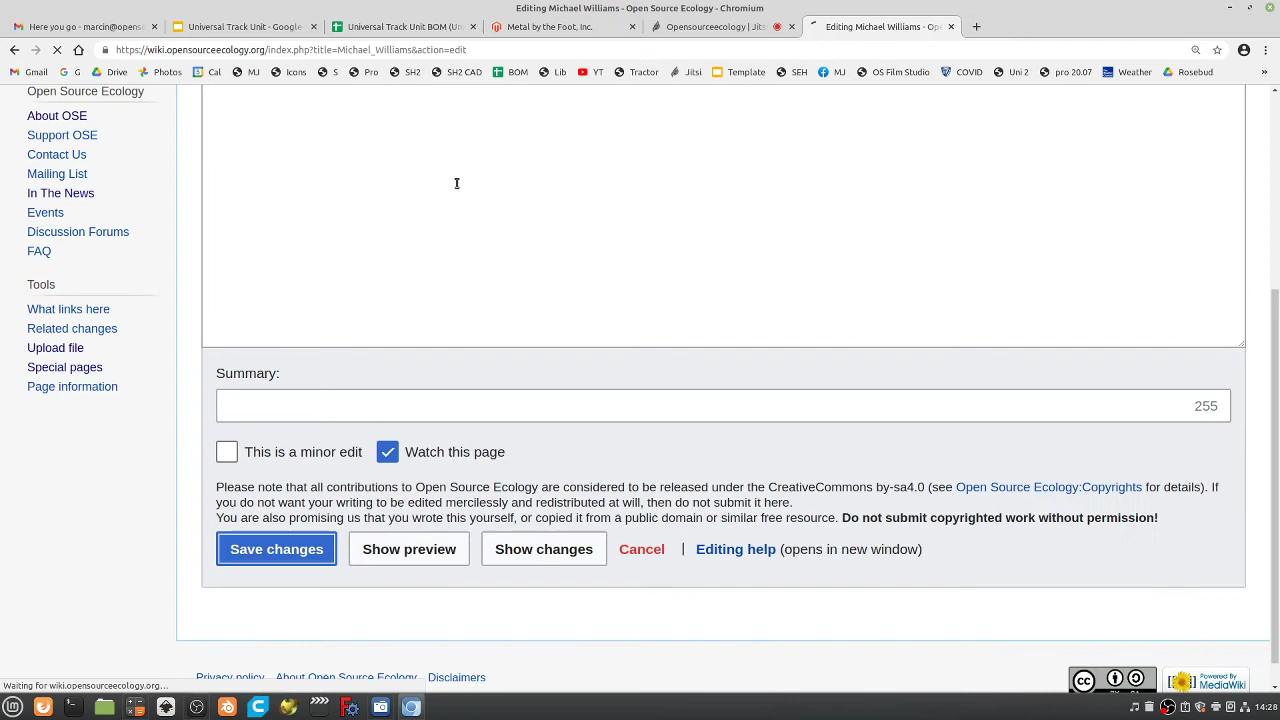 Editing Michael Williams - Open Source Ecology - Chromium
Here you go - marcin@opens
Universal Track Unit - Google
Universal Track Unit BOM (Un
Metal by the Foot, Inc.
Opensourceecology | Jits
Editing Michael Williams - Op
https://wiki.opensourceecology.org/index.php?title=Michael_Williams&action=edit
Gmail G Drive Photos Cal MJ Icons S Pro SH2 SH2 CAD BOM Lib YT Tractor Jitsi Template SEH MJ OS Film Studio COVID Uni 2 pro 20.07 Weather Rosebud
Open Source Ecology
About OSE
Support OSE
Contact Us
Mailing List
In The News
Events
Discussion Forums
FAQ
Tools
What links here
Related changes
Upload file
Special pages
Page information
Summary:
255
This is a minor edit Watch this page
Please note that all contributions to Open Source Ecology are considered to be released under the CreativeCommons by-sa4.0 (see Open Source Ecology:Copyrights for details). If
you do not want your writing to be edited mercilessly and redistributed at will, then do not submit it here.
You are also promising us that you wrote this yourself, or copied it from a public domain or similar free resource. Do not submit copyrighted work without permission!
Save changes Show preview Show changes Cancel | Editing help (opens in new window)
Privacy policy About Open Source Ecology Disclaimers
Powered By
MediaWiki
Waiting for wiki.opensourceecology.org...
14:28